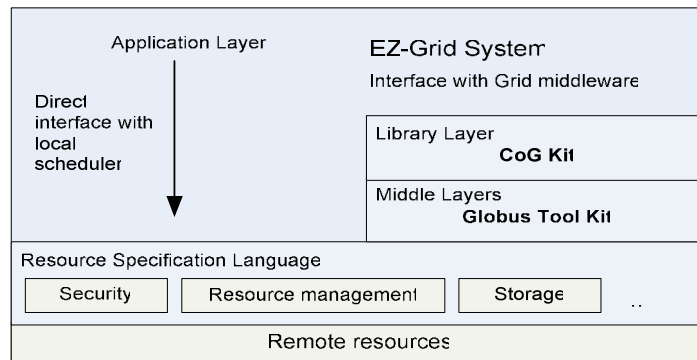 Application Layer
EZ-Grid System
Interface with Grid middleware
Direct
interface with
local
scheduler
Library Layer
CoG Kit
Middle Layers
Globus Tool Kit
Resource Specification Language
Security
Resource management
Storage
..
Remote resources